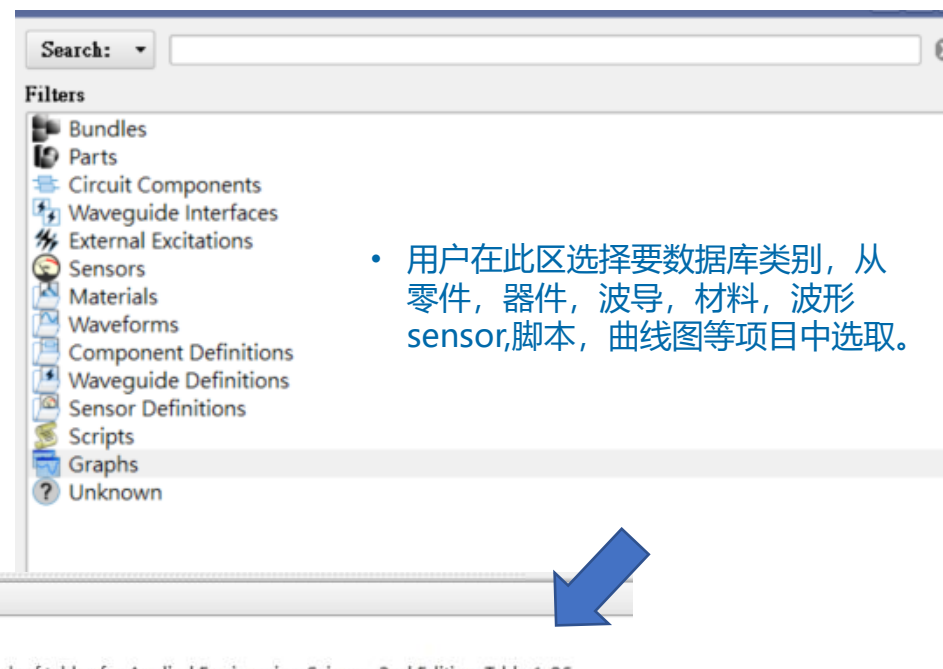 Search:
Filters
Bundles
Parts
Circuit Components
Waveguide Interfaces
External Excitations
Sensors
Materials
Waveforms
Component Definitions
Waveguide Definitions
Sensor Definitions
Scripts
Graphs
? Unknown
• 用户在此区选择要数据库类别，从
零件，器件，波导，材料，波形
sensor,脚本，曲线图等项目中选取。